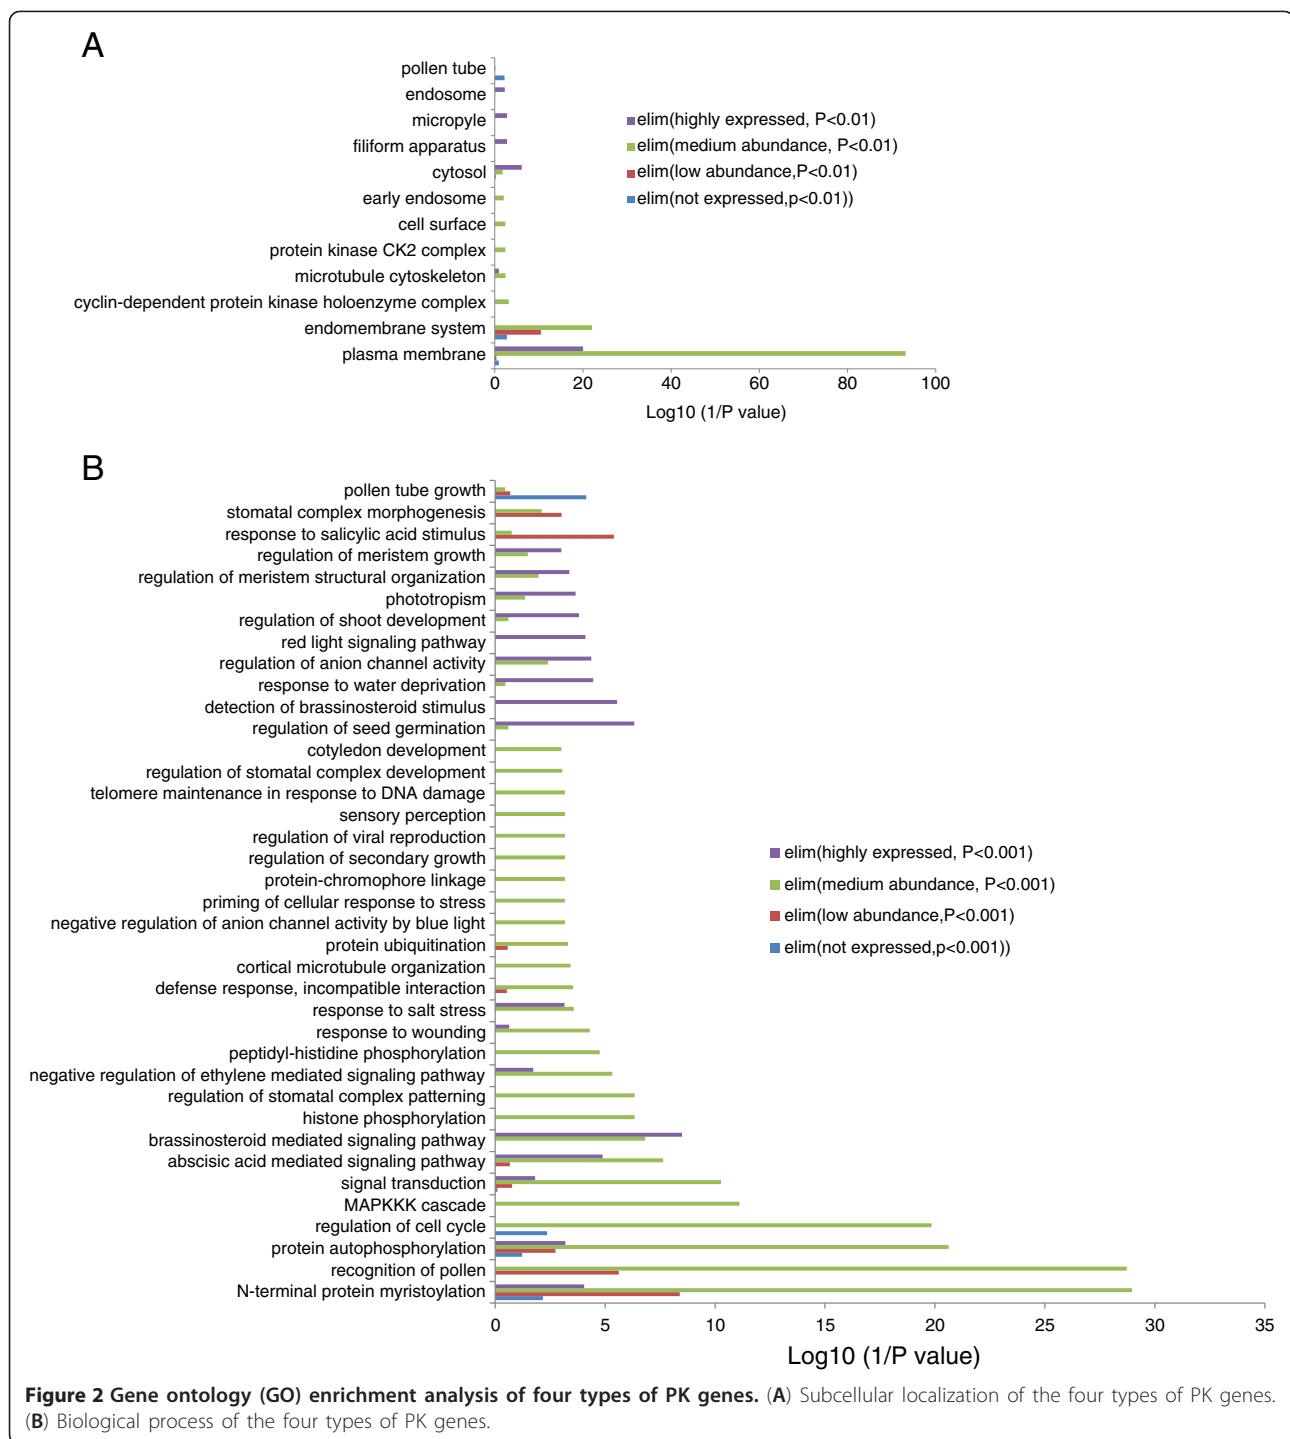 A
pollen tube
endosome
micropyle
filiform apparatus
cytosol
early endosome
cell surface
protein kinase CK2 complex
microtubule cytoskeleton
cyclin-dependent protein kinase holoenzyme complex
endomembrane system
plasma membrane
elim(highly expressed, P<0.01)
elim(medium abundance, P<0.01)
elim(low abundance,P<0.01)
elim(not expressed,p<0.01))
0 20 40 60 80 100
Log10 (1/P value)
B
pollen tube growth
stomatal complex morphogenesis
response to salicylic acid stimulus
regulation of meristem growth
regulation of meristem structural organization
phototropism
regulation of shoot development
red light signaling pathway
regulation of anion channel activity
response to water deprivation
detection of brassinosteroid stimulus
regulation of seed germination
cotyledon development
regulation of stomatal complex development
telomere maintenance in response to DNA damage
sensory perception
regulation of viral reproduction
regulation of secondary growth
protein-chromophore linkage
priming of cellular response to stress
negative regulation of anion channel activity by blue light
protein ubiquitination
cortical microtubule organization
defense response, incompatible interaction
response to salt stress
response to wounding
peptidyl-histidine phosphorylation
negative regulation of ethylene mediated signaling pathway
regulation of stomatal complex patterning
histone phosphorylation
brassinosteroid mediated signaling pathway
abscisic acid mediated signaling pathway
signal transduction
MAPKKK cascade
regulation of cell cycle
protein autophosphorylation
recognition of pollen
N-terminal protein myristoylation
elim(highly expressed, P<0.001)
elim(medium abundance, P<0.001)
elim(low abundance,P<0.001)
elim(not expressed,p<0.001))
0 5 10 15 20 25 30 35
Log10 (1/P value)
Figure 2 Gene ontology (GO) enrichment analysis of four types of PK genes. (A) Subcellular localization of the four types of PK genes.
(B) Biological process of the four types of PK genes.